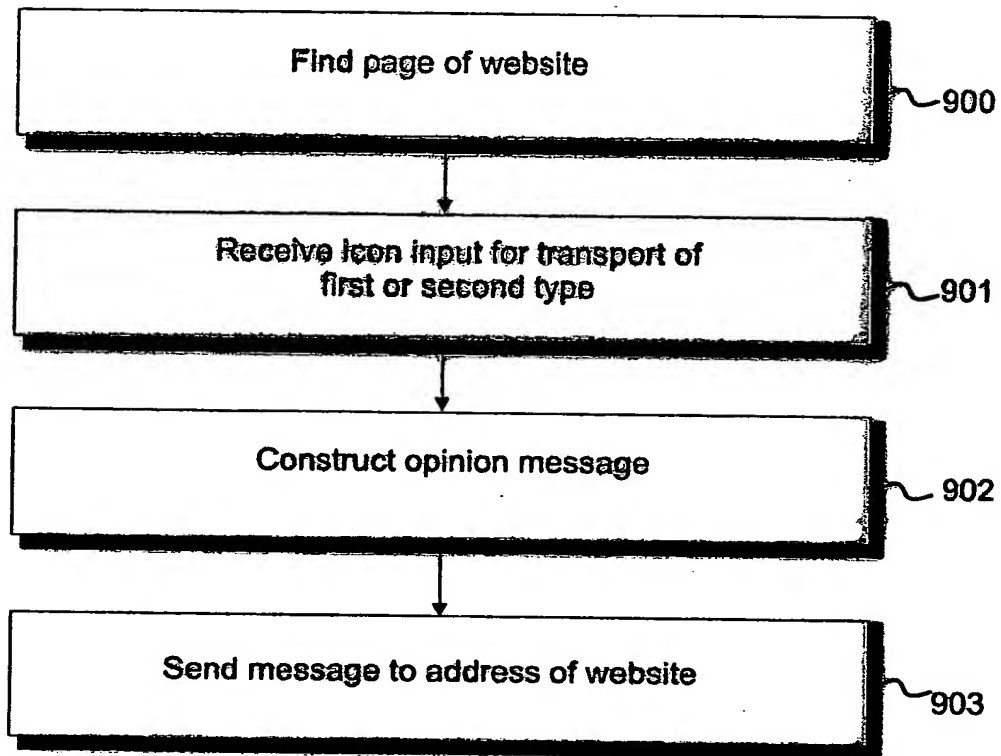 Find page of website
900
Receive icon input for transport of
first or second type
901
Construct opinion message
902
Send message to address of website
903